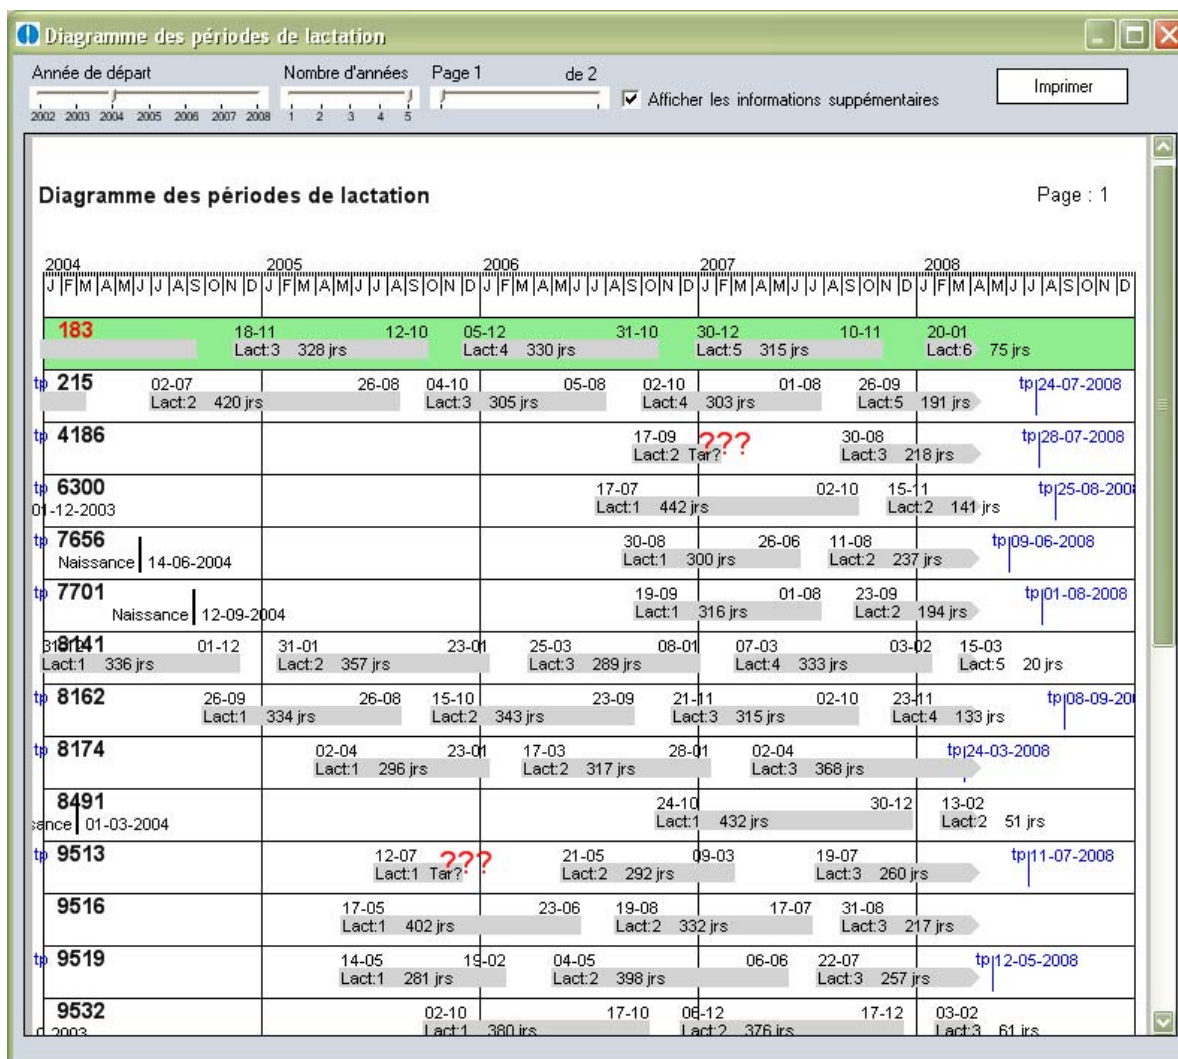 Diagramme des périodes de lactation
Année de départ Nombre d'années Page 1 de 2
2002 2003 2004 2005 2006 2007 2008 1 2 3 4 5
Afficher les informations suppémentaires
Imprimer
Diagramme des périodes de lactation Page : 1
2004 2005 2006 2007 2008
J F M A M J J A S O N D J F M A M J J A S O N D J F M A M J J A S O N D J F M A M J J A S O N D J F M A M J J A S O N D
183 18-11 12-10 05-12 31-10 30-12 10-11 20-01
Lact:3 328 jrs Lact:4 330 jrs Lact:5 315 jrs Lact:6 75 jrs
tp 215 02-07 26-08 04-10 05-08 02-10 01-08 26-09 tp 24-07-2008
Lact:2 420 jrs Lact:3 305 jrs Lact:4 303 jrs Lact:5 191 jrs
tp 4186 17-09 ??? 30-08 tp 28-07-2008
Lact:2 Tar? Lact:3 218 jrs
tp 6300 17-07 02-10 15-11 tp 25-08-200
01-12-2003 Lact:1 442 jrs Lact:2 141 jrs
tp 7656 30-08 26-06 11-08 tp 09-06-2008
Naissance 14-06-2004 Lact:1 300 jrs Lact:2 237 jrs
tp 7701 19-09 01-08 23-09 tp 01-08-2008
Naissance 12-09-2004 Lact:1 316 jrs Lact:2 194 jrs
8141 01-12 31-01 23-01 25-03 08-01 07-03 03-02 15-03
Lact:1 336 jrs Lact:2 357 jrs Lact:3 289 jrs Lact:4 333 jrs Lact:5 20 jrs
tp 8162 26-09 26-08 15-10 23-09 21-11 02-10 23-11 tp 08-09-20
Lact:1 334 jrs Lact:2 343 jrs Lact:3 315 jrs Lact:4 133 jrs
tp 8174 02-04 23-01 17-03 28-01 02-04 tp 24-03-2008
Lact:1 296 jrs Lact:2 317 jrs Lact:3 368 jrs
8491 24-10 30-12 13-02
sance 01-03-2004 Lact:1 432 jrs Lact:2 51 jrs
tp 9513 12-07 ??? 21-05 09-03 19-07 tp 11-07-2008
Lact:1 Tar? Lact:2 292 jrs Lact:3 260 jrs
9516 17-05 23-06 19-08 17-07 31-08
Lact:1 402 jrs Lact:2 332 jrs Lact:3 217 jrs
tp 9519 14-05 19-02 04-05 06-06 22-07 tp 12-05-2008
Lact:1 281 jrs Lact:2 398 jrs Lact:3 257 jrs
9532 02-10 17-10 06-12 17-12 03-02
2003 Lact:1 380 jrs Lact:2 376 jrs Lact:3 61 jrs